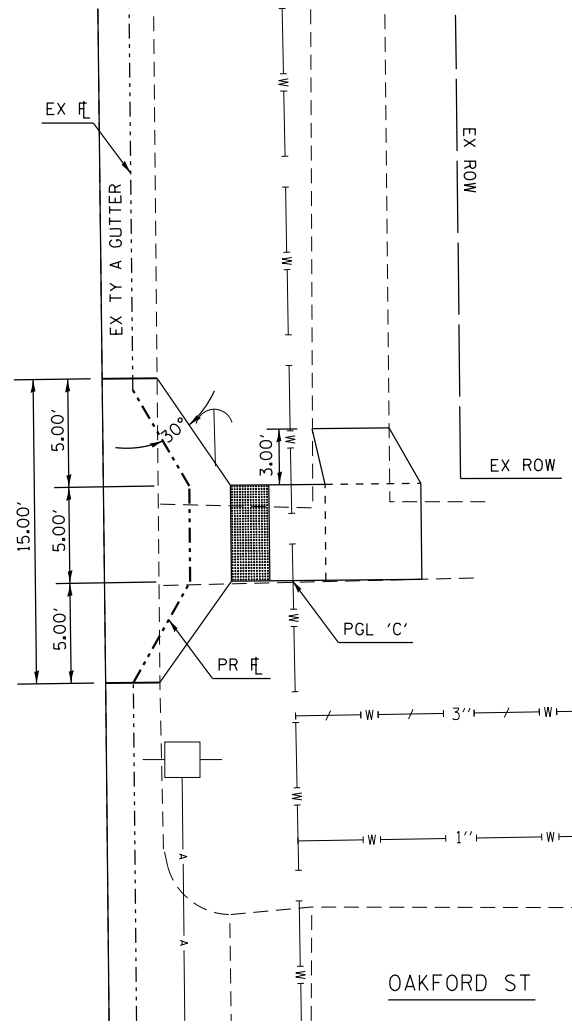 W
EX FL
EX ROW
EX TY A GUTTER
W
W
30°
5.00'
3.00'
W
EX ROW
15.00'
5.00'
5.00'
W
PGL 'C'
PR FL
W 3" W
W
A
W 1" W
A
W
OAKFORD ST